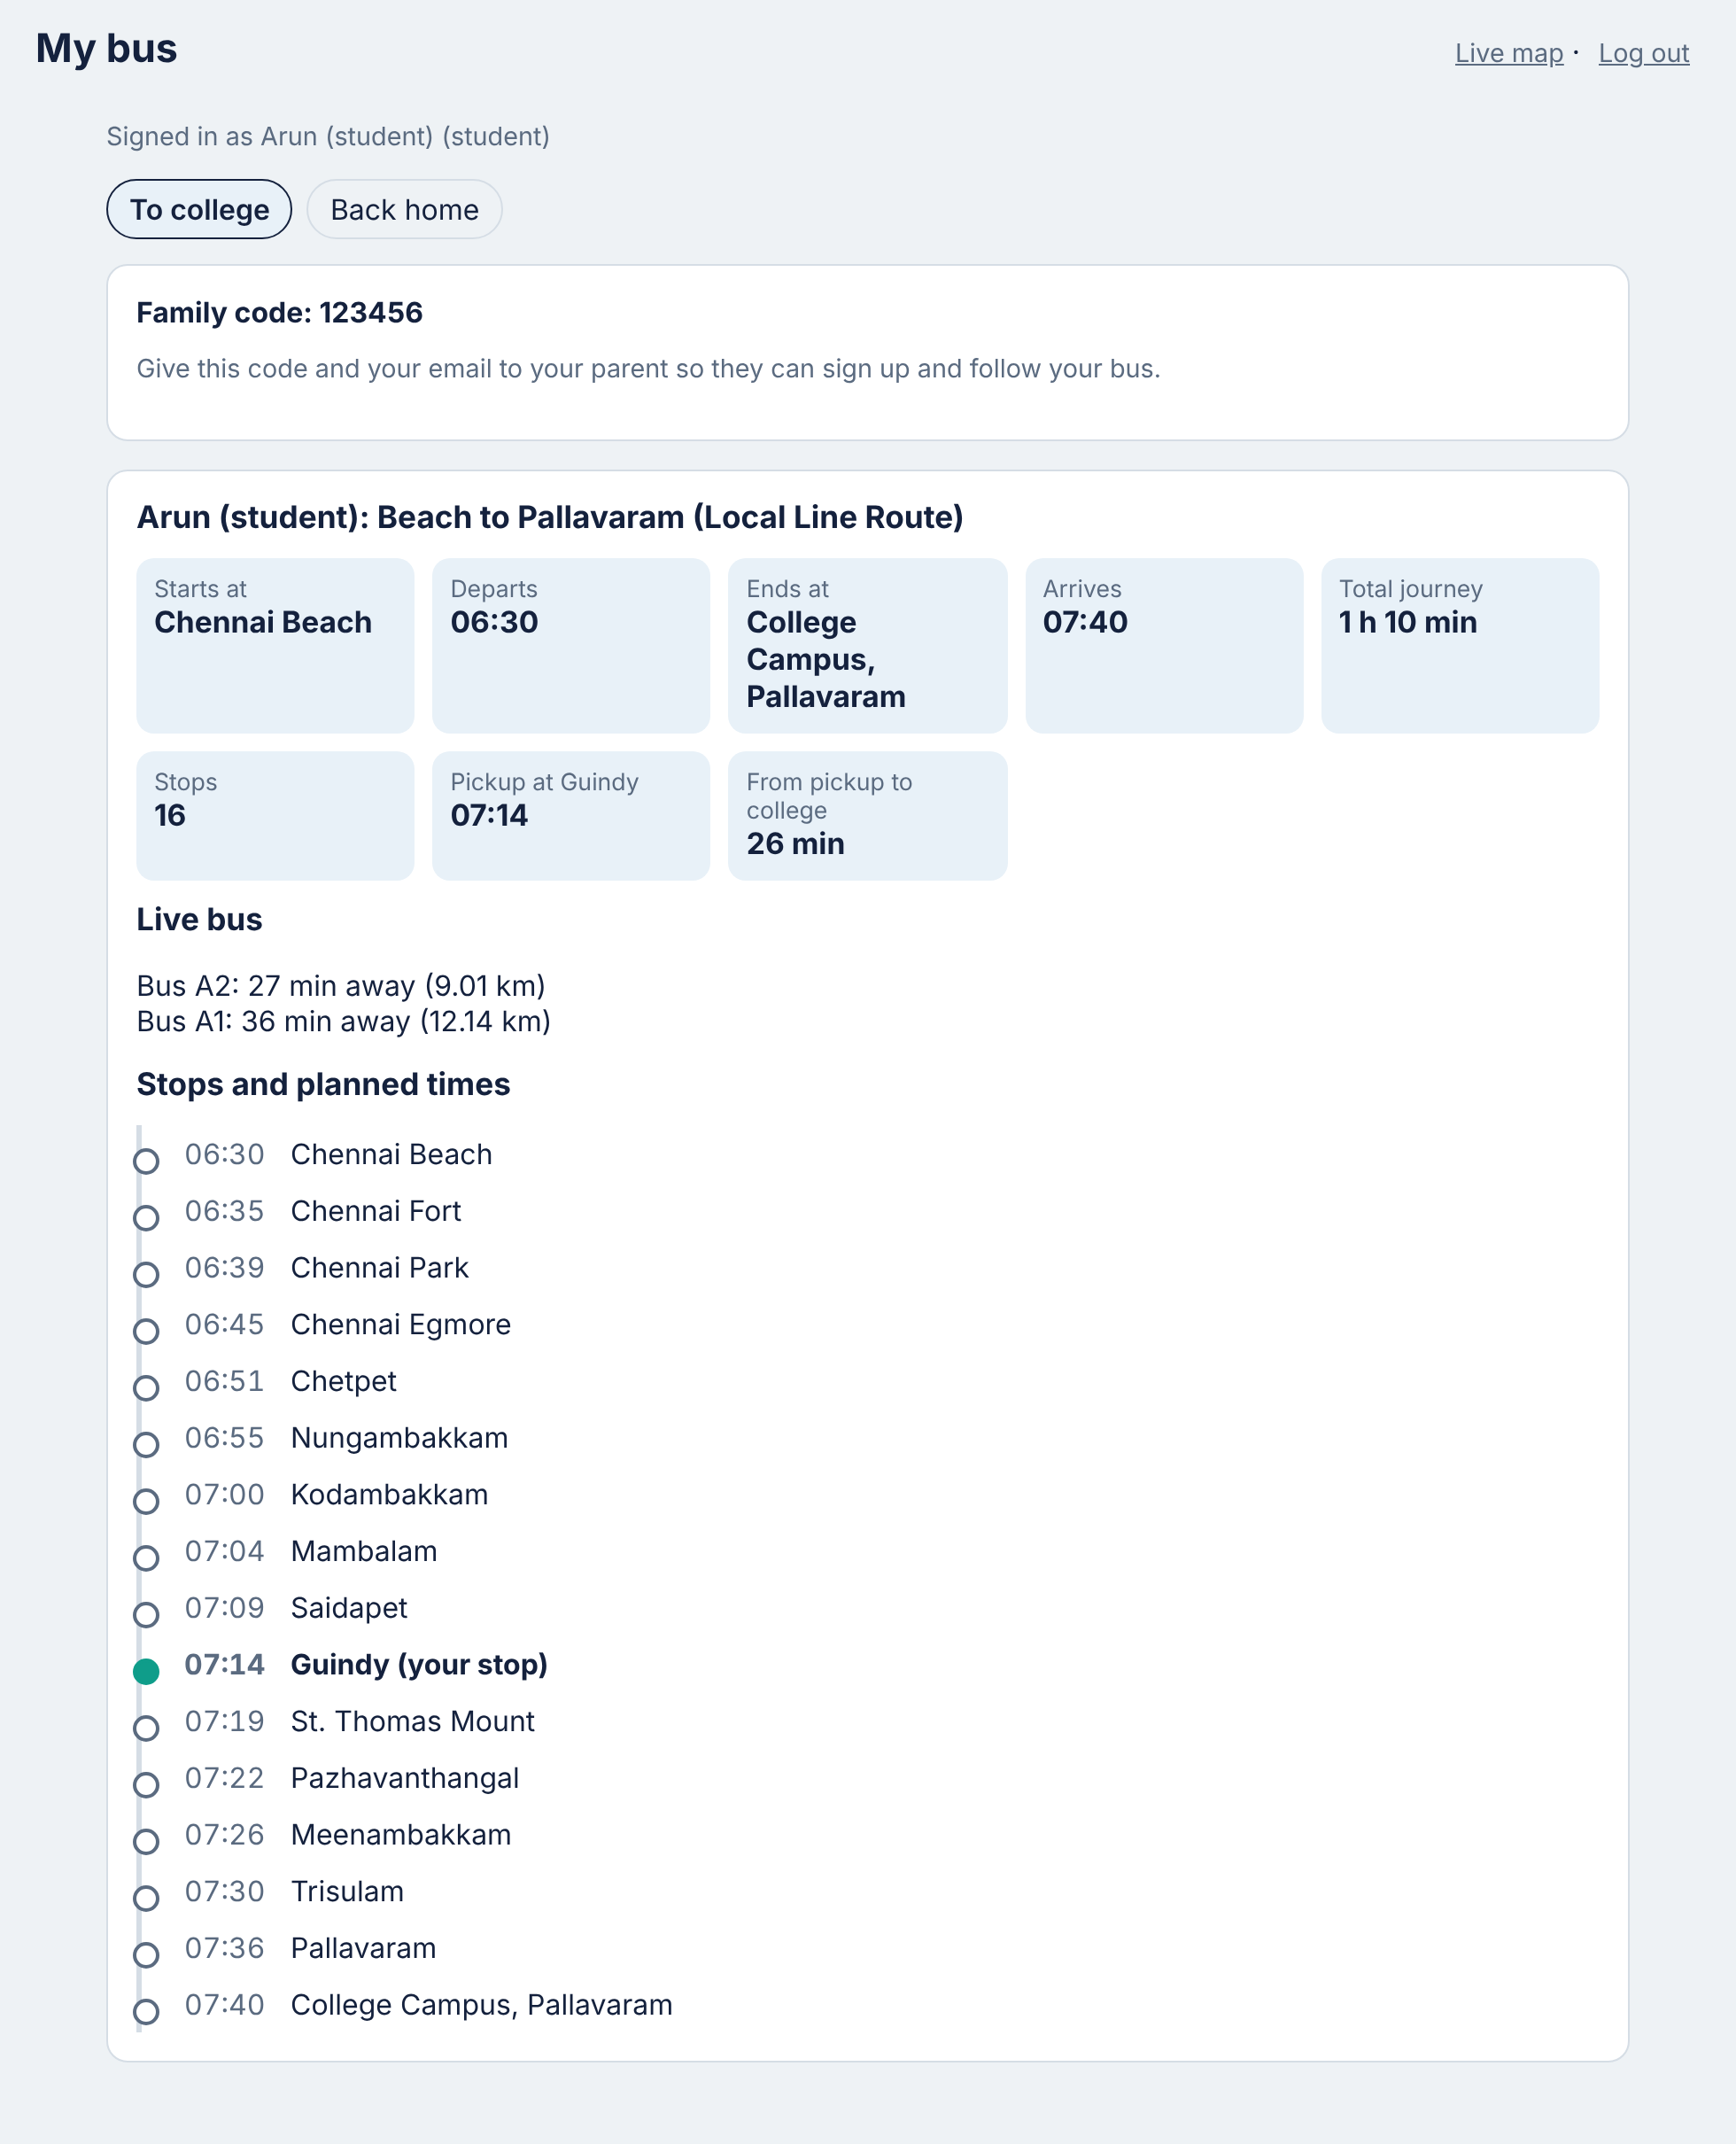 My bus
Live map · Log out
Signed in as Arun (student) (student)
To college
Back home
Family code: 123456
Give this code and your email to your parent so they can sign up and follow your bus.
Arun (student): Beach to Pallavaram (Local Line Route)
Starts at
Chennai Beach
Departs
06:30
Ends at
College
Campus,
Pallavaram
Arrives
07:40
Total journey
1 h 10 min
Stops
16
Pickup at Guindy
07:14
From pickup to
college
26 min
Live bus
Bus A2: 27 min away (9.01 km)
Bus A1: 36 min away (12.14 km)
Stops and planned times
06:30 Chennai Beach
06:35 Chennai Fort
06:39 Chennai Park
06:45 Chennai Egmore
06:51 Chetpet
06:55 Nungambakkam
07:00 Kodambakkam
07:04 Mambalam
07:09 Saidapet
07:14 Guindy (your stop)
07:19 St. Thomas Mount
07:22 Pazhavanthangal
07:26 Meenambakkam
07:30 Trisulam
07:36 Pallavaram
07:40 College Campus, Pallavaram